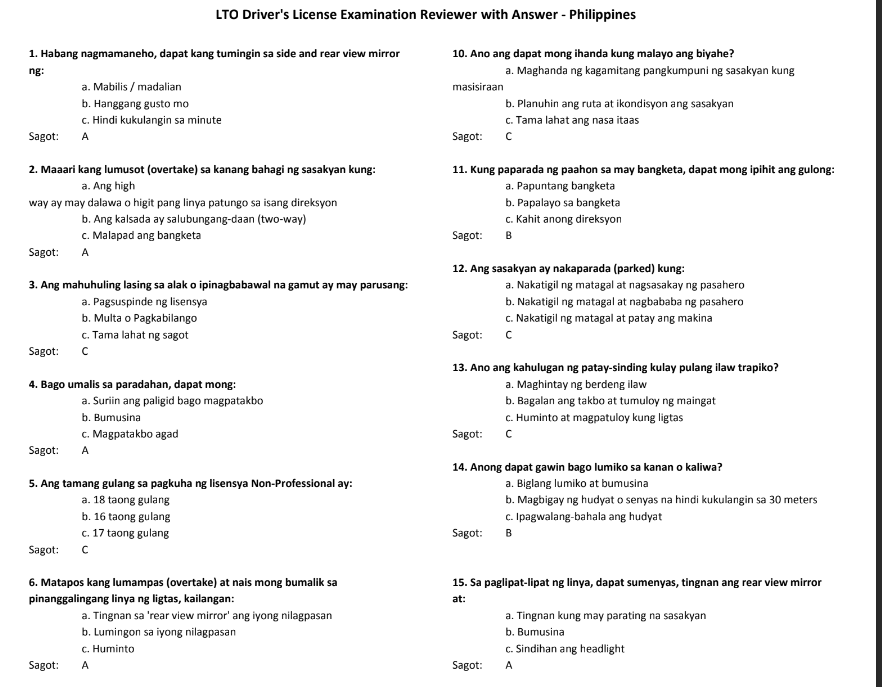 LTO Driver's License Examination Reviewer with Answer - Philippines
1. Habang nagmamaneho, dapat kang tumingin sa side and rear view mirror
ng:
a. Mabilis / madalian
b. Hanggang gusto mo
c. Hindi kukulangin sa minute
Sagot: A
2. Maaari kang lumusot (overtake) sa kanang bahagi ng sasakyan kung:
a. Ang high
way ay may dalawa o higit pang linya patungo sa isang direksyon
b. Ang kalsada ay salubungang-daan (two-way)
c. Malapad ang bangketa
Sagot: A
3. Ang mahuhuling lasing sa alak o ipinagbabawal na gamut ay may parusang:
a. Pagsuspinde ng lisensya
b. Multa o Pagkabilango
c. Tama lahat ng sagot
Sagot: C
4. Bago umalis sa paradahan, dapat mong:
a. Suriin ang paligid bago magpatakbo
b. Bumusina
c. Magpatakbo agad
Sagot: A
5. Ang tamang gulang sa pagkuha ng lisensya Non-Professional ay:
a. 18 taong gulang
b. 16 taong gulang
c. 17 taong gulang
Sagot: C
6. Matapos kang lumampas (overtake) at nais mong bumalik sa
pinanggalingang linya ng ligtas, kailangan:
a. Tingnan sa 'rear view mirror' ang iyong nilagpasan
b. Lumingon sa iyong nilagpasan
c. Huminto
Sagot: A
10. Ano ang dapat mong ihanda kung malayo ang biyahe?
a. Maghanda ng kagamitang pangkumpuni ng sasakyan kung
masisiraan
b. Planuhin ang ruta at ikondisyon ang sasakyan
c. Tama lahat ang nasa itaas
Sagot: C
11. Kung paparada ng paahon sa may bangketa, dapat mong ipihit ang gulong:
a. Papuntang bangketa
b. Papalayo sa bangketa
c. Kahit anong direksyon
Sagot: B
12. Ang sasakyan ay nakaparada (parked) kung:
a. Nakatigil ng matagal at nagsasakay ng pasahero
b. Nakatigil ng matagal at nagbababa ng pasahero
c. Nakatigil ng matagal at patay ang makina
Sagot: C
13. Ano ang kahulugan ng patay-sinding kulay pulang ilaw trapiko?
a. Maghintay ng berdeng ilaw
b. Bagalan ang takbo at tumuloy ng maingat
c. Huminto at magpatuloy kung ligtas
Sagot: C
14. Anong dapat gawin bago lumiko sa kanan o kaliwa?
a. Biglang lumiko at bumusina
b. Magbigay ng hudyat o senyas na hindi kukulangin sa 30 meters
c. Ipagwalang-bahala ang hudyat
Sagot: B
15. Sa paglipat-lipat ng linya, dapat sumenyas, tingnan ang rear view mirror
at:
a. Tingnan kung may parating na sasakyan
b. Bumusina
c. Sindihan ang headlight
Sagot: A